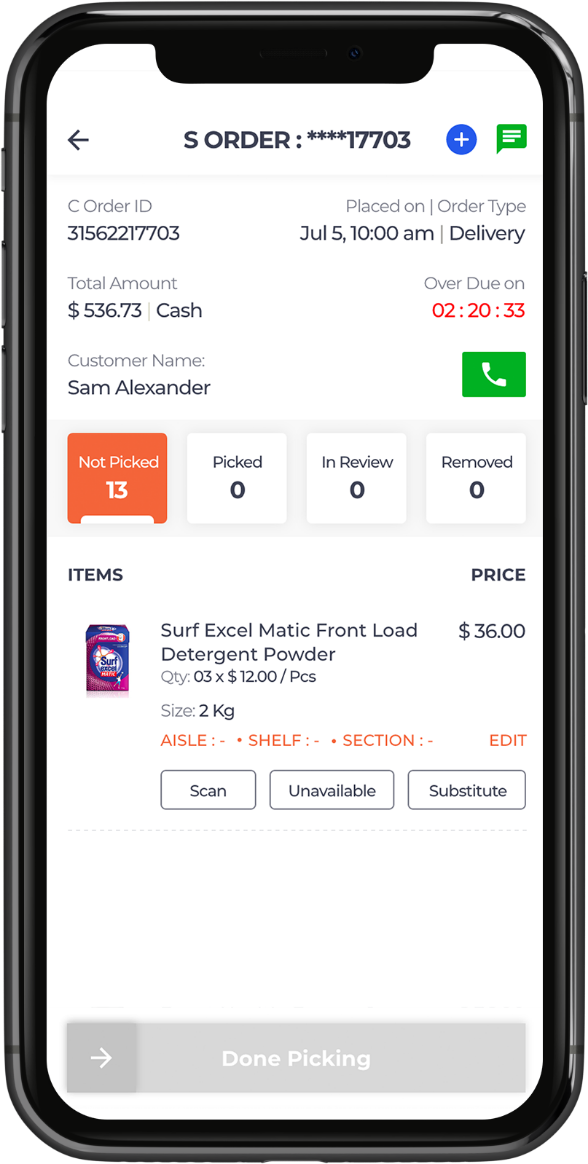 S ORDER : ****17703
C Order ID
Placed on | Order Type
31562217703
Jul 5, 10:00 am | Delivery
Total Amount
Over Due on
$ 536.73 | Cash
02 : 20 : 33
Customer Name:
Sam Alexander
Not Picked
13
Picked
0
In Review
0
Removed
0
ITEMS
PRICE
Surf Excel Matic Front Load
Detergent Powder
$ 36.00
Qty: 03 x $ 12.00 / Pcs
Size: 2 Kg
AISLE : - • SHELF : - • SECTION : -
EDIT
Surf
excel
MATIC
Scan
Unavailable
Substitute
Done Picking